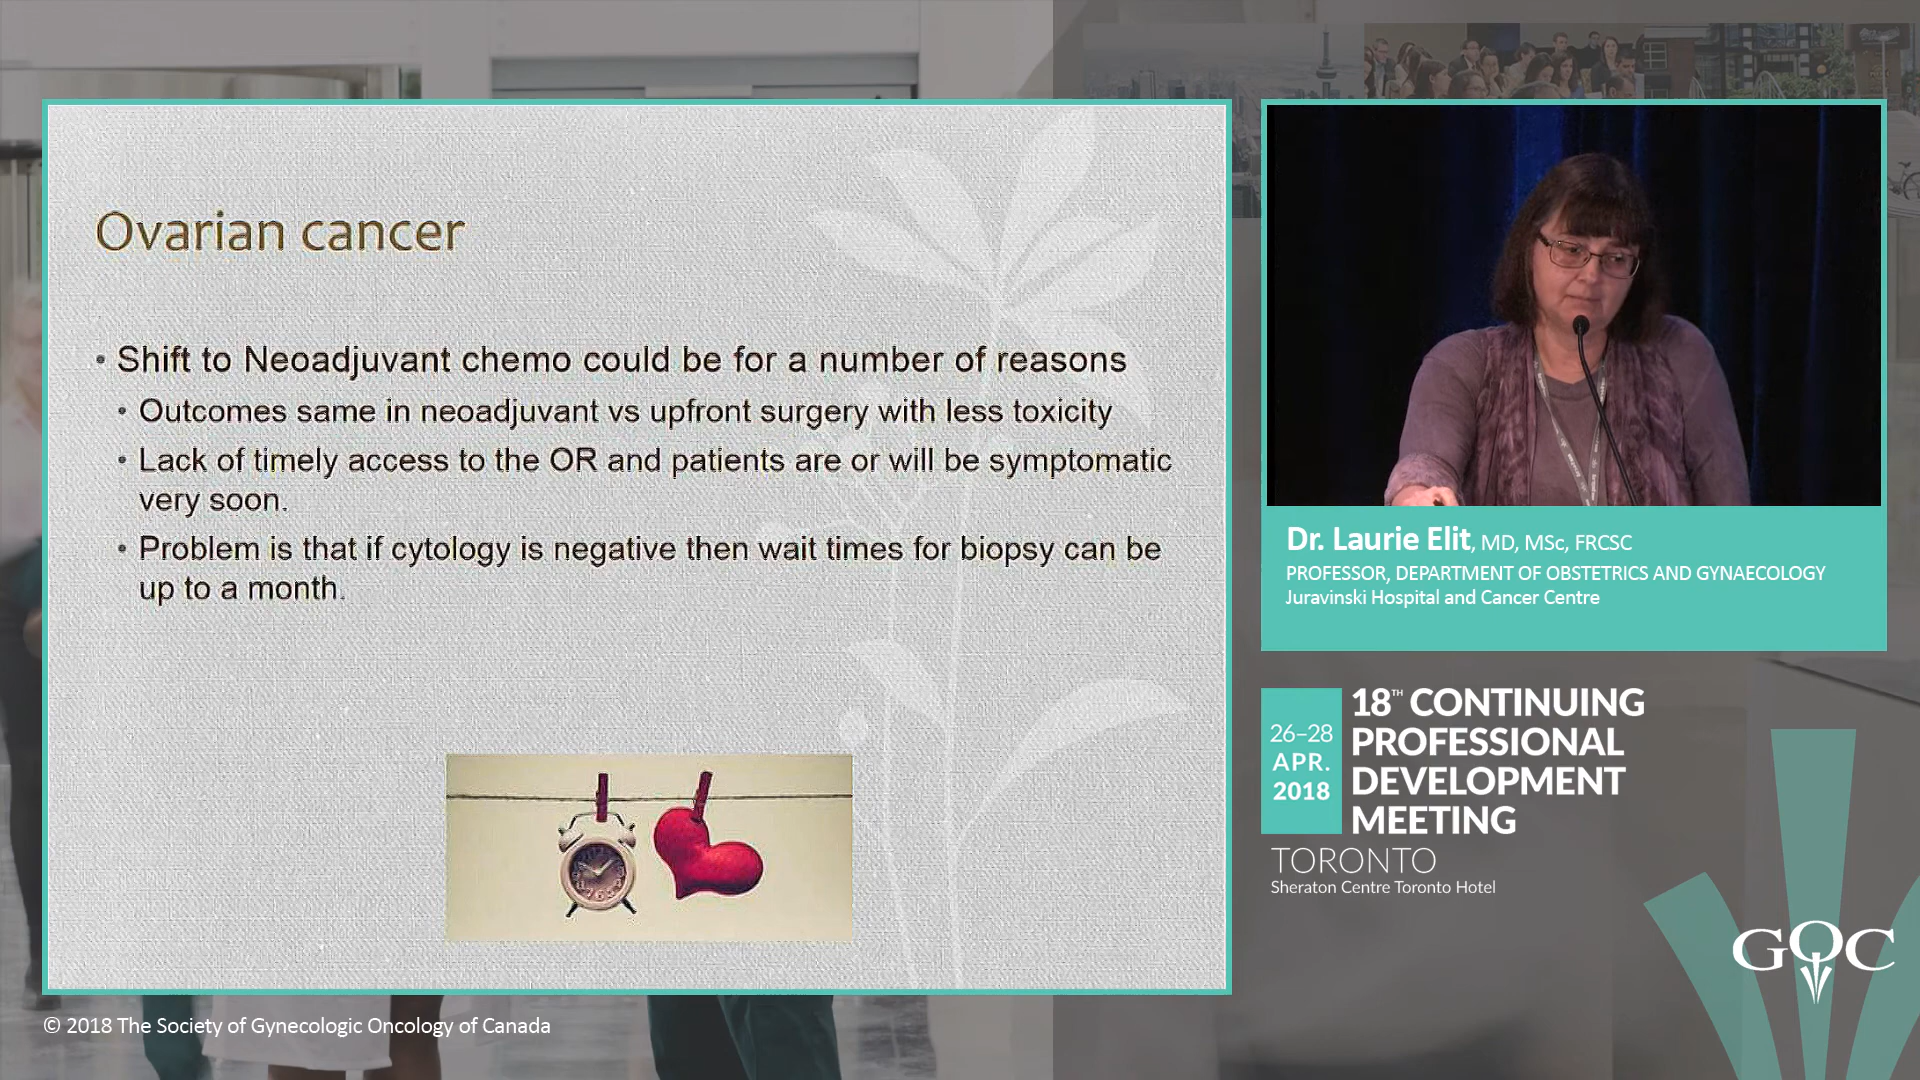 Ovarian cancer
• Shift to Neoadjuvant chemo could be for a number of reasons
• Outcomes same in neoadjuvant vs upfront surgery with less toxicity
• Lack of timely access to the OR and patients are or will be symptomatic
very soon.
• Problem is that if cytology is negative then wait times for biopsy can be
up to a month.
Dr. Laurie Elit, MD, MSc, FRCSC
PROFESSOR, DEPARTMENT OF OBSTETRICS AND GYNAECOLOGY
Juravinski Hospital and Cancer Centre
26–28
APR.
2018
18TH CONTINUING
PROFESSIONAL
DEVELOPMENT
MEETING
TORONTO
Sheraton Centre Toronto Hotel
GOC
© 2018 The Society of Gynecologic Oncology of Canada